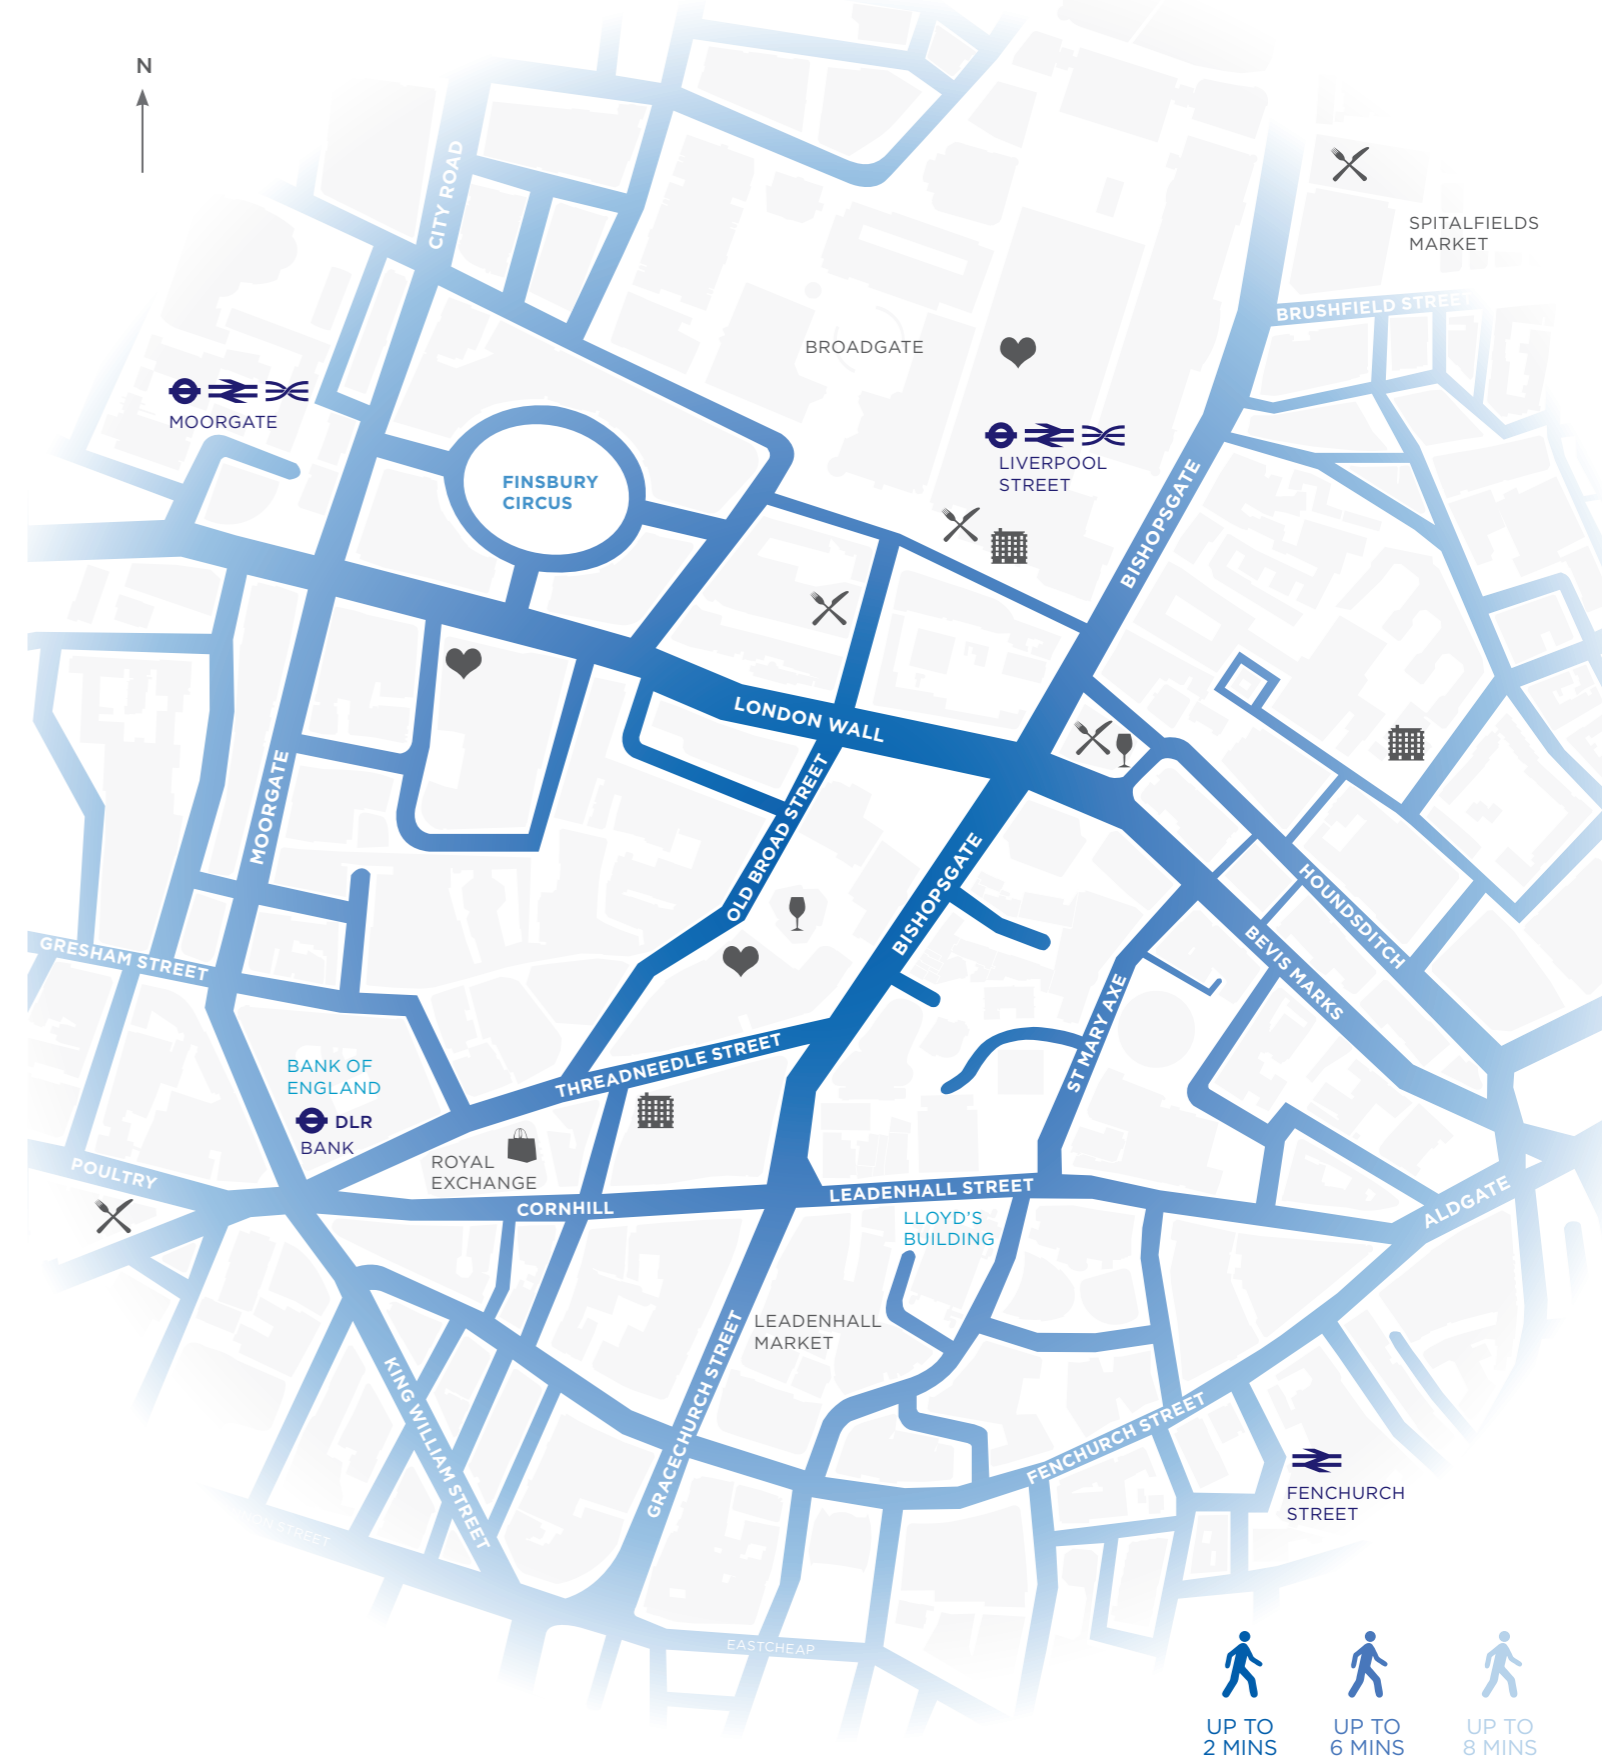 N
CITY ROAD
SPITALFIELDS
MARKET
BRUSHFIELD STREET
BROADGATE
MOORGATE
LIVERPOOL
STREET
FINSBURY
CIRCUS
BISHOPSGATE
LONDON WALL
MOORGATE
OLD BROAD STREET
BISHOPSGATE
HOUNDSDITCH
BEVIS MARKS
GRESHAM STREET
ST MARY AXE
THREADNEEDLE STREET
BANK OF
ENGLAND
DLR
BANK
POULTRY
ROYAL
EXCHANGE
CORNHILL
LEADENHALL STREET
ALDGATE
LLOYD'S
BUILDING
LEADENHALL
MARKET
KING WILLIAM STREET
GRACECHURCH STREET
FENCHURCH STREET
FENCHURCH
STREET
STREET
EASTCHEAP
UP TO
2 MINS
UP TO
6 MINS
UP TO
8 MINS